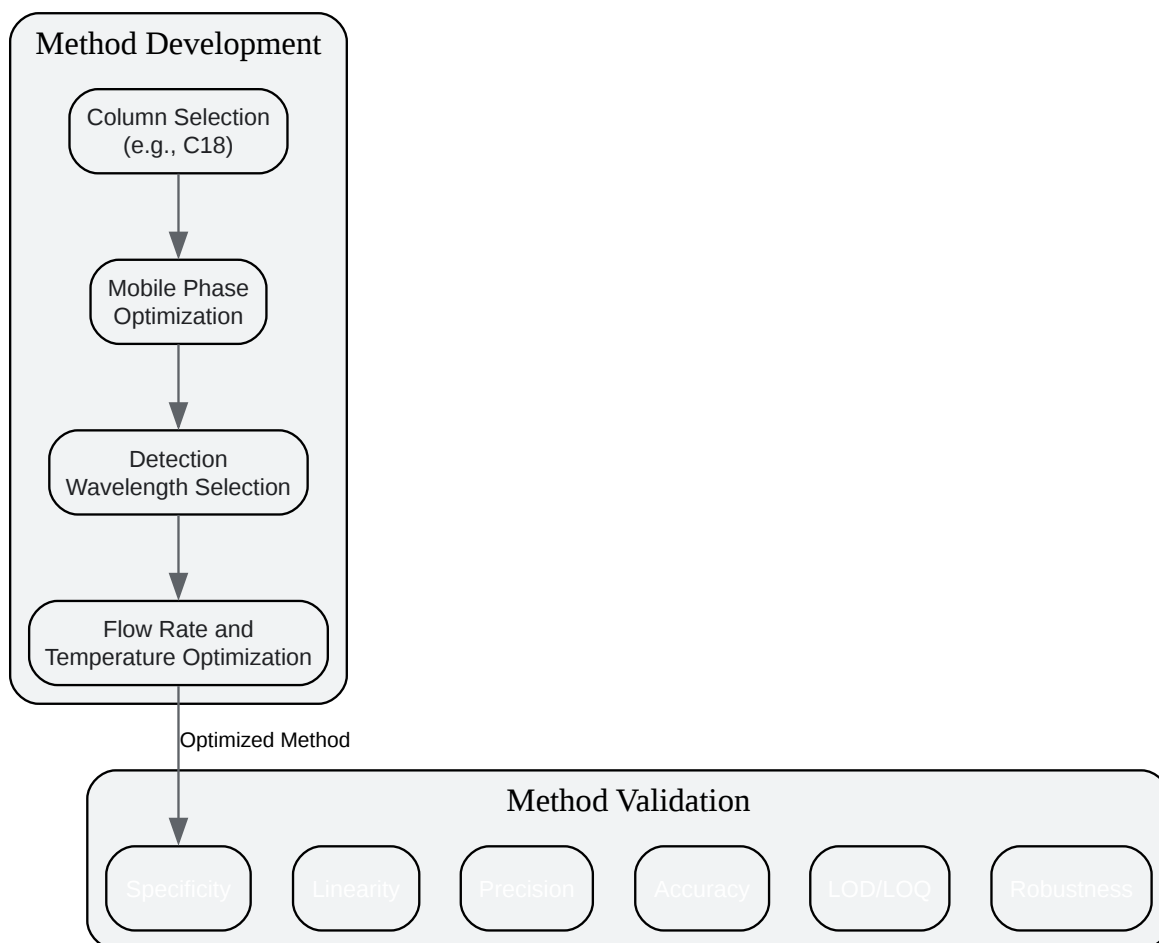 Method Development
Column Selection
(e.g., C18)
Mobile Phase
Optimization
Detection
Wavelength Selection
Flow Rate and
Temperature Optimization
Optimized Method
Method Validation
Specificity
Linearity
Precision
Accuracy
LOD/LOQ
Robustness